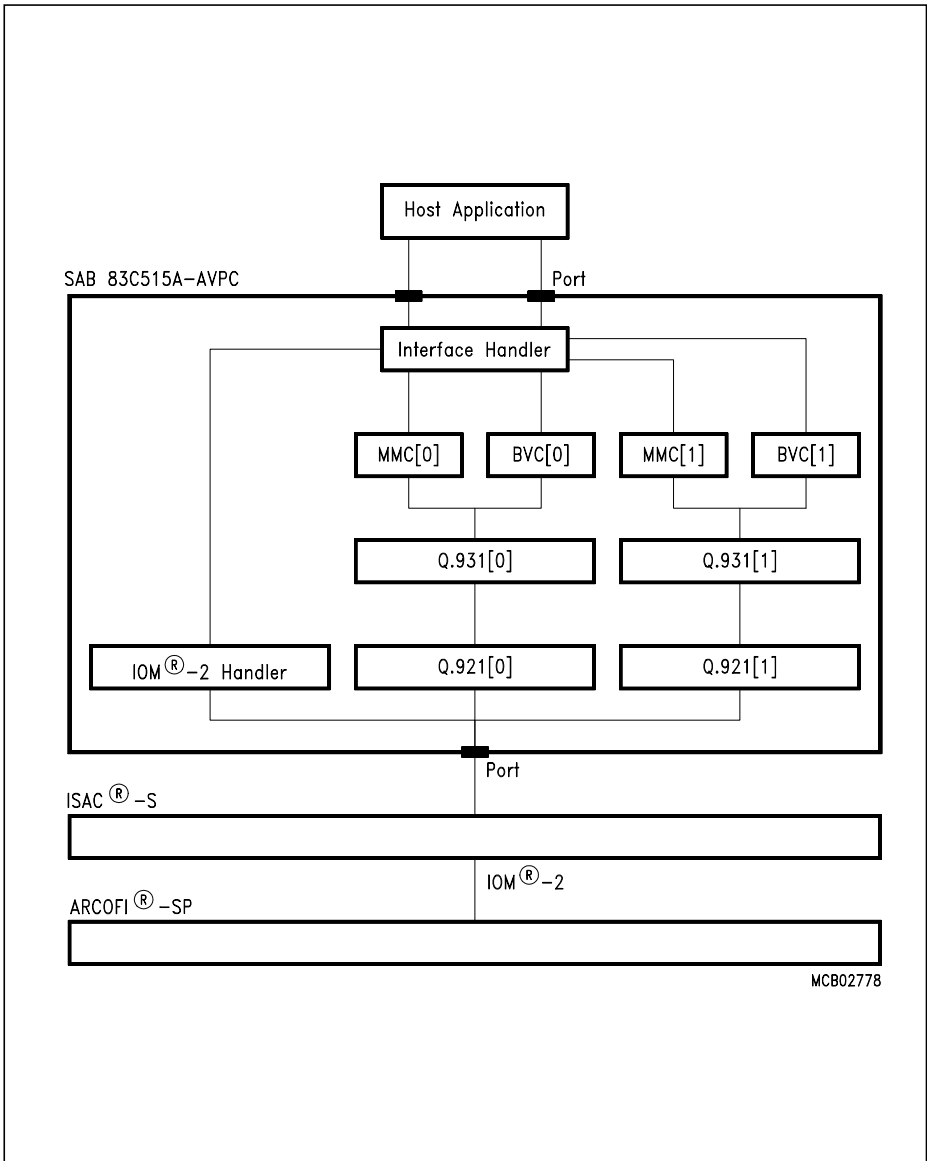 Host Application
SAB 83C515A-AVPC
Port
Interface Handler
MMC[0]
BVC[0]
MMC[1]
BVC[1]
Q.931[0]
Q.931[1]
IOM®-2 Handler
Q.921[0]
Q.921[1]
Port
ISAC®-S
IOM®-2
ARCOFI®-SP
MCB02778